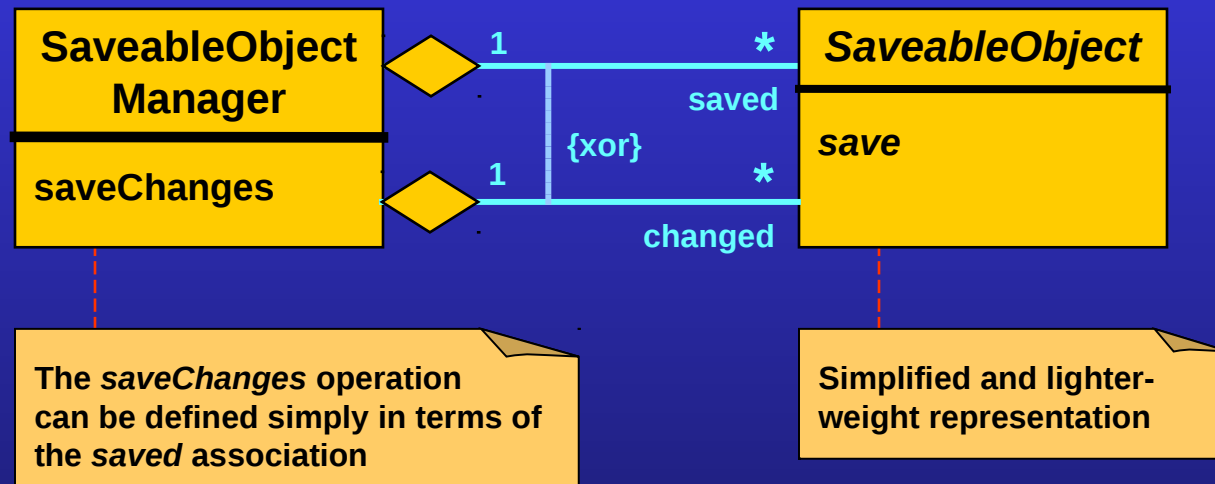 SaveableObject
Manager
saveChanges
1
*
saved
{xor}
1
*
changed
SaveableObject
save
The saveChanges operation
can be defined simply in terms of
the saved association
Simplified and lighter-
weight representation